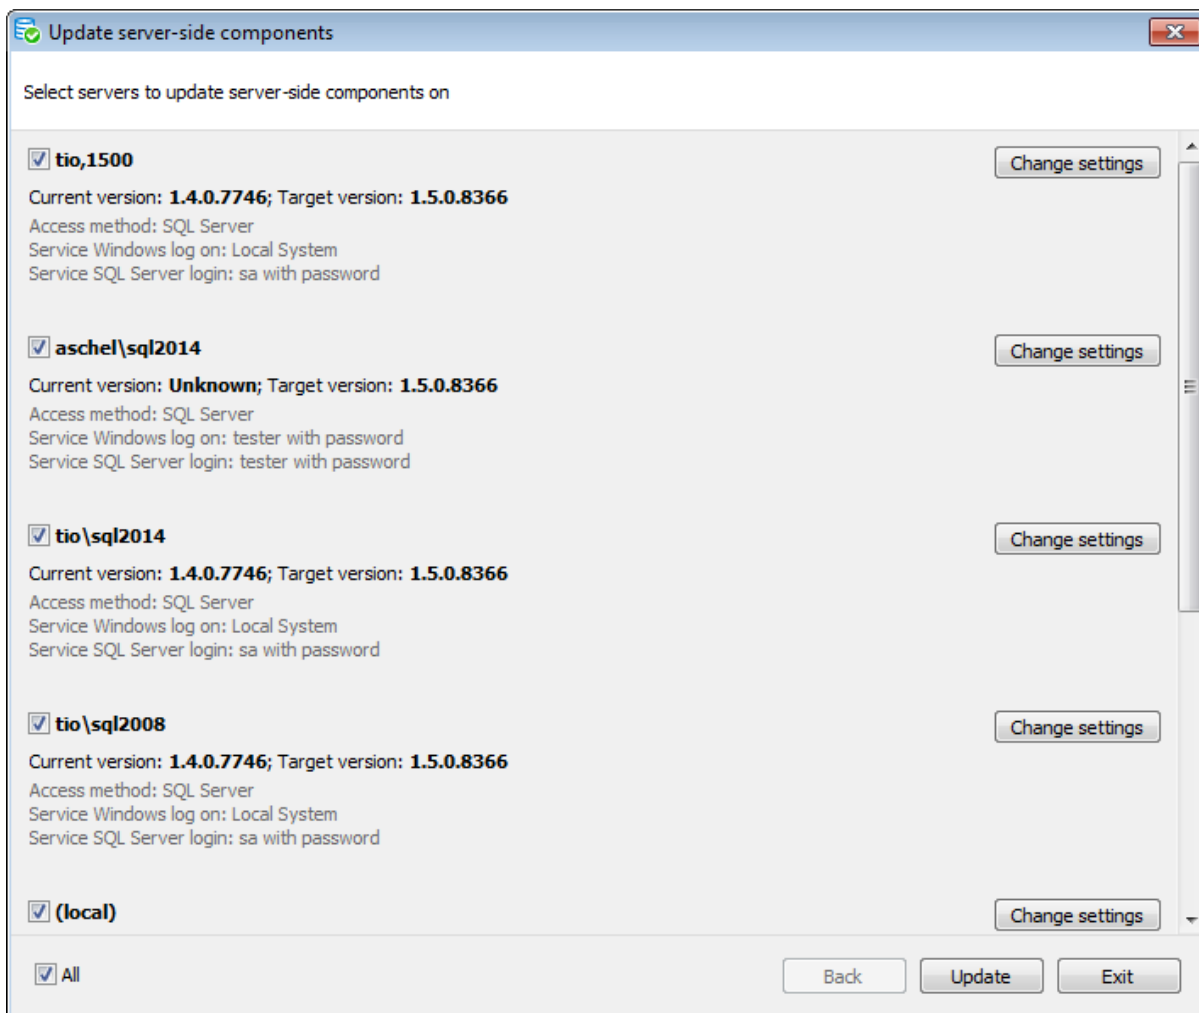 Update server-side components
Select servers to update server-side components on
tio,1500
Change settings
Current version: 1.4.0.7746; Target version: 1.5.0.8366
Access method: SQL Server
Service Windows log on: Local System
Service SQL Server login: sa with password
aschel\sql2014
Change settings
Current version: Unknown; Target version: 1.5.0.8366
Access method: SQL Server
Service Windows log on: tester with password
Service SQL Server login: tester with password
tio\sql2014
Change settings
Current version: 1.4.0.7746; Target version: 1.5.0.8366
Access method: SQL Server
Service Windows log on: Local System
Service SQL Server login: sa with password
tio\sql2008
Change settings
Current version: 1.4.0.7746; Target version: 1.5.0.8366
Access method: SQL Server
Service Windows log on: Local System
Service SQL Server login: sa with password
(local)
Change settings
All
Back
Update
Exit